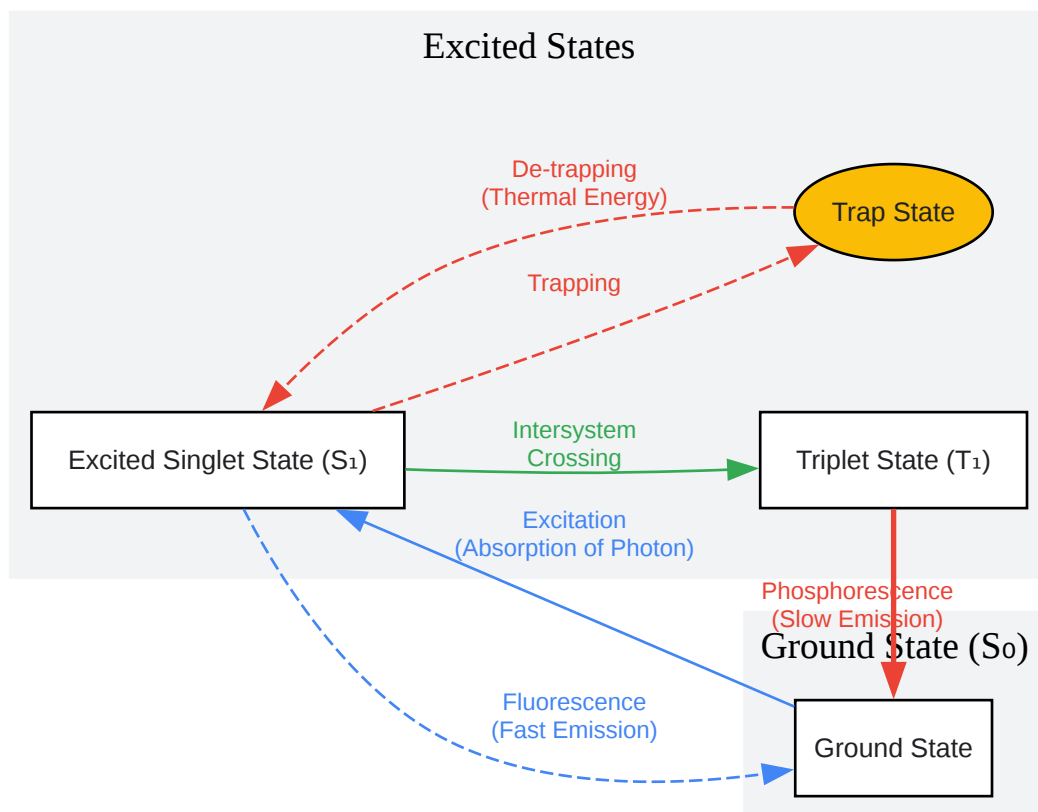 Excited States
De-trapping
(Thermal Energy)
Trap State
Trapping
Intersystem
Crossing
Excited Singlet State (S₁)
Triplet State (T₁)
Excitation
(Absorption of Photon)
Phosphorescence
(Slow Emission)
Ground State (S₀)
Fluorescence
(Fast Emission)
Ground State